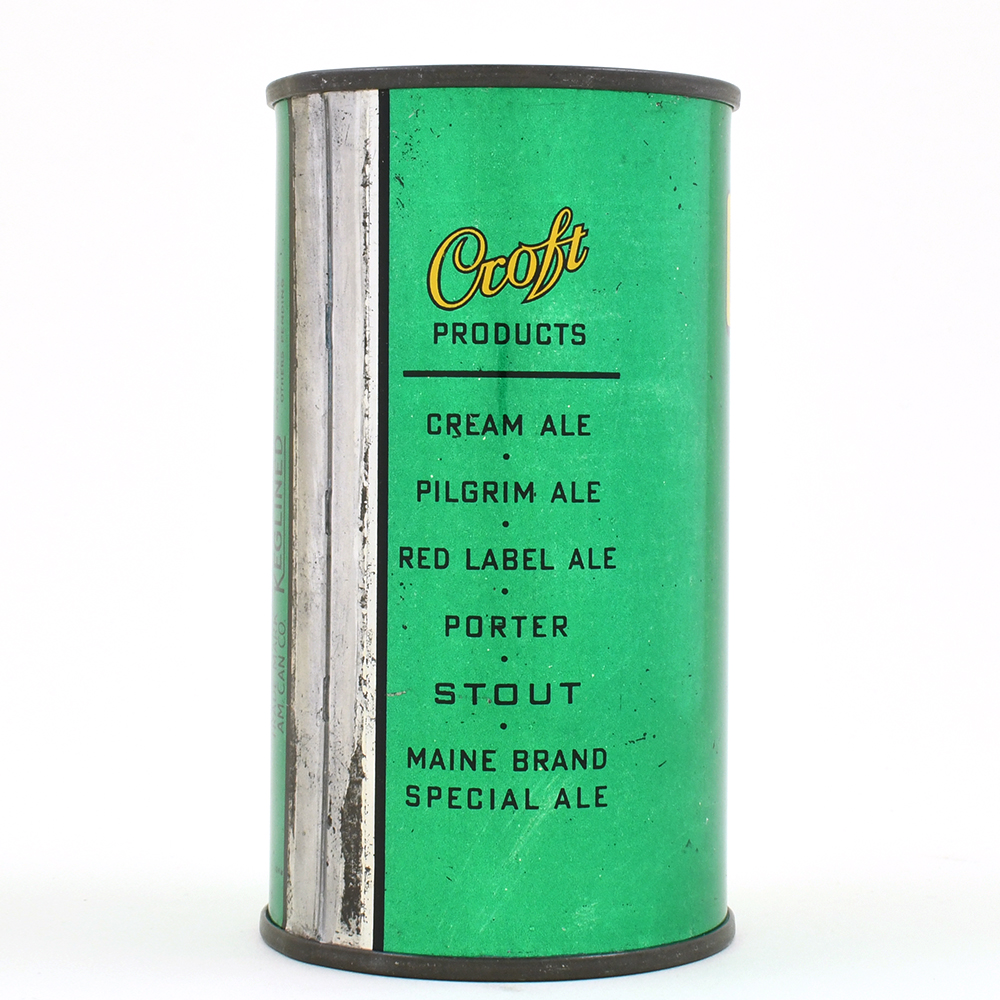 Croft
PRODUCTS
CREAM ALE
•
PILGRIM ALE
•
RED LABEL ALE
•
PORTER
•
STOUT
•
MAINE BRAND
SPECIAL ALE
KEGLINED
AM. CAN CO.